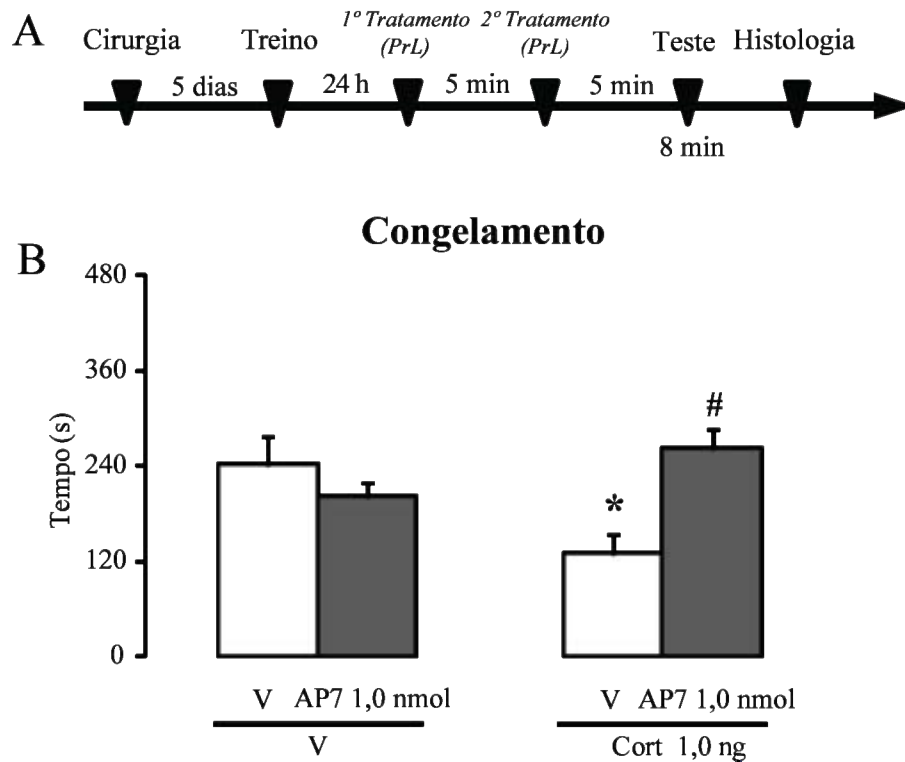 A
1º Tratamento 2º Tratamento
Cirurgia Treino (PrL) (PrL) Teste Histologia
5 dias 24 h 5 min 5 min
8 min
Congelamento
B
480
360
240
120
0
Tempo (s)
*
#
V AP7 1,0 nmol V AP7 1,0 nmol
V Cort 1,0 ng